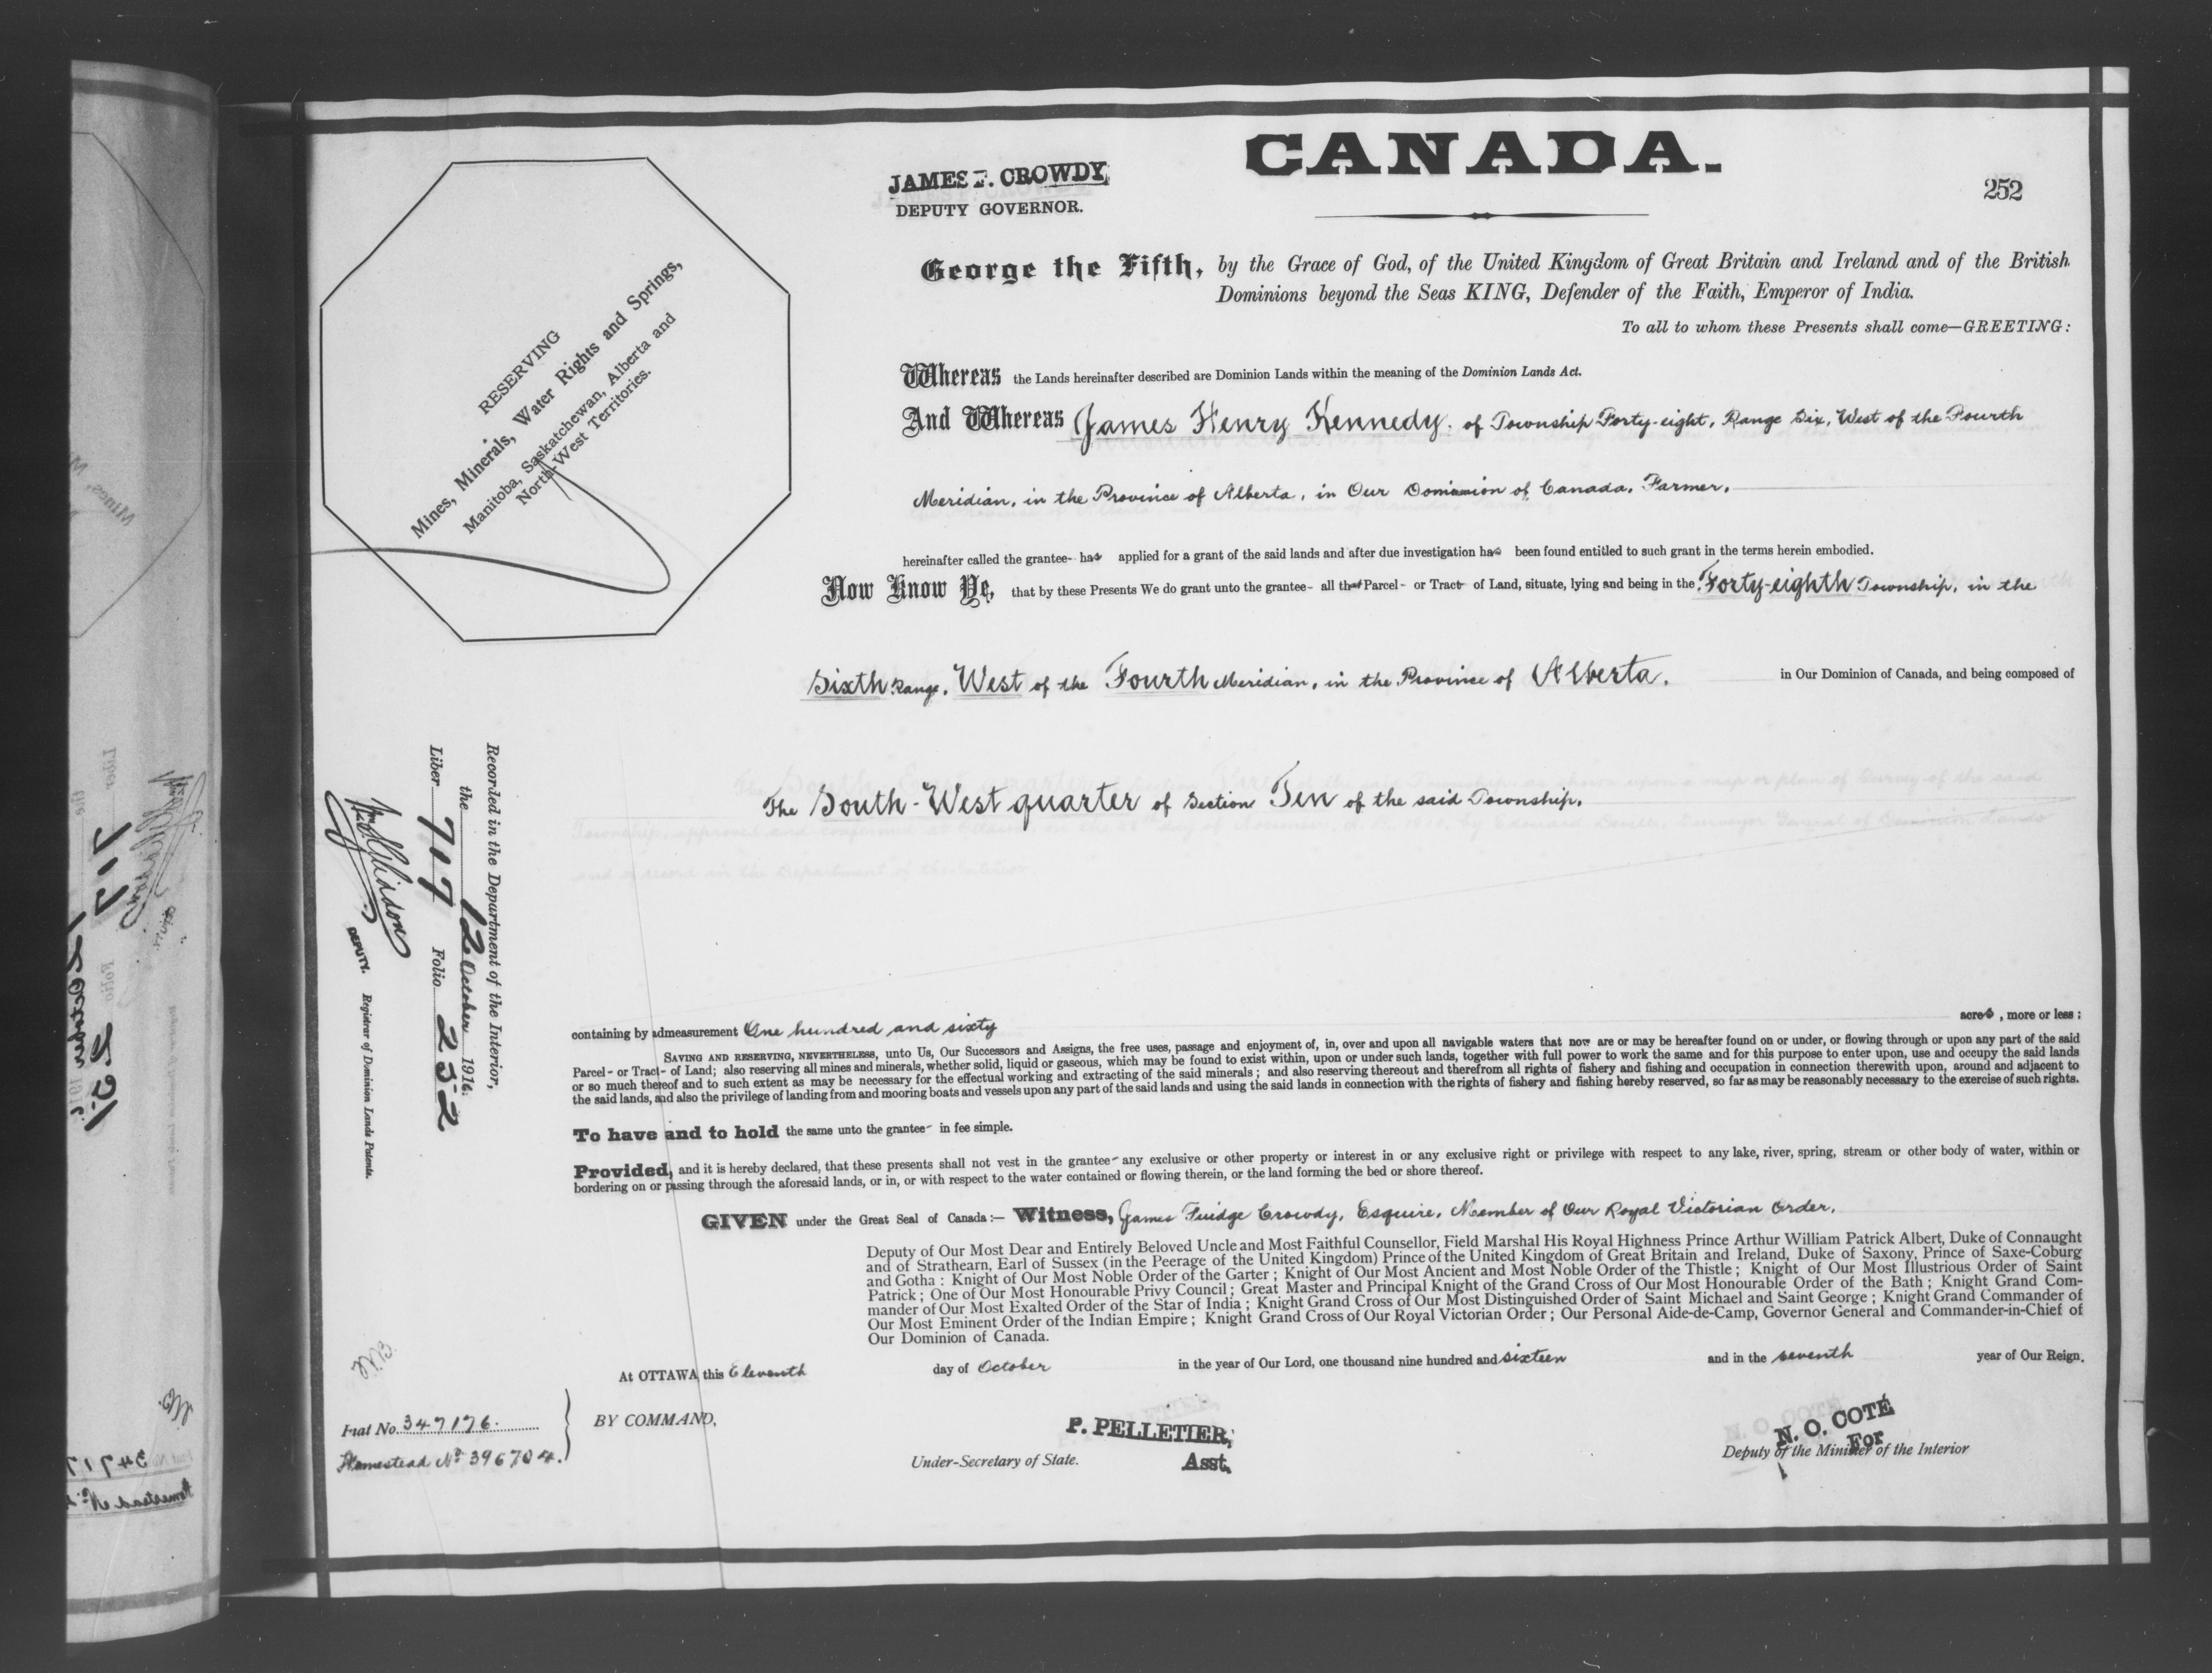 CANADA.
JAMES F. CROWDY,
DEPUTY GOVERNOR.
252
RESERVING
Mines, Minerals, Water Rights and Springs,
Manitoba, Saskatchewan, Alberta and
North-West Territories.
George the Fifth, by the Grace of God, of the United Kingdom of Great Britain and Ireland and of the British
Dominions beyond the Seas KING, Defender of the Faith, Emperor of India.
To all to whom these Presents shall come—GREETING:
Whereas the Lands hereinafter described are Dominion Lands within the meaning of the Dominion Lands Act.
And Whereas James Henry Kennedy, of Township Forty-eight, Range Six, West of the Fourth
Meridian, in the Province of Alberta, in Our Dominion of Canada, Farmer,
hereinafter called the grantee- has applied for a grant of the said lands and after due investigation has been found entitled to such grant in the terms herein embodied.
Now Know Ye, that by these Presents We do grant unto the grantee- all that Parcel- or Tract- of Land, situate, lying and being in the Forty-eighth Township, in the
Sixth Range, West of the Fourth Meridian, in the Province of Alberta, in Our Dominion of Canada, and being composed of
The South-West quarter of Section Ten of the said Township,
containing by admeasurement One hundred and sixty acres, more or less;
SAVING AND RESERVING, NEVERTHELESS, unto Us, Our Successors and Assigns, the free uses, passage and enjoyment of, in, over and upon all navigable waters that now are or may be hereafter found on or under, or flowing through or upon any part of the said
Parcel- or Tract- of Land; also reserving all mines and minerals, whether solid, liquid or gaseous, which may be found to exist within, upon or under such lands, together with full power to work the same and for this purpose to enter upon, use and occupy the said lands
or so much thereof and to such extent as may be necessary for the effectual working and extracting of the said minerals; and also reserving thereout and therefrom all rights of fishery and fishing and occupation in connection therewith upon, around and adjacent to
the said lands, and also the privilege of landing from and mooring boats and vessels upon any part of the said lands and using the said lands in connection with the rights of fishery and fishing hereby reserved, so far as may be reasonably necessary to the exercise of such rights.
To have and to hold the same unto the grantee- in fee simple.
Provided, and it is hereby declared, that these presents shall not vest in the grantee- any exclusive or other property or interest in or any exclusive right or privilege with respect to any lake, river, spring, stream or other body of water, within or
bordering on or passing through the aforesaid lands, or in, or with respect to the water contained or flowing therein, or the land forming the bed or shore thereof.
GIVEN under the Great Seal of Canada:— Witness, James Fuidge Crowdy, Esquire, Member of Our Royal Victorian Order,
Deputy of Our Most Dear and Entirely Beloved Uncle and Most Faithful Counsellor, Field Marshal His Royal Highness Prince Arthur William Patrick Albert, Duke of Connaught
and of Strathearn, Earl of Sussex (in the Peerage of the United Kingdom) Prince of the United Kingdom of Great Britain and Ireland, Duke of Saxony, Prince of Saxe-Coburg
and Gotha: Knight of Our Most Noble Order of the Garter; Knight of Our Most Ancient and Most Noble Order of the Thistle; Knight of Our Most Illustrious Order of Saint
Patrick; One of Our Most Honourable Privy Council; Great Master and Principal Knight of the Grand Cross of Our Most Honourable Order of the Bath; Knight Grand Com-
mander of Our Most Exalted Order of the Star of India; Knight Grand Cross of Our Most Distinguished Order of Saint Michael and Saint George; Knight Grand Commander of
Our Most Eminent Order of the Indian Empire; Knight Grand Cross of Our Royal Victorian Order; Our Personal Aide-de-Camp, Governor General and Commander-in-Chief of
Our Dominion of Canada.
At OTTAWA this Eleventh day of October in the year of Our Lord, one thousand nine hundred and sixteen and in the seventh year of Our Reign.
BY COMMAND,
P. PELLETIER,
Under-Secretary of State. Asst.
N. O. COTÉ
For
Deputy of the Minister of the Interior
Recorded in the Department of the Interior,
the 12 October 1916.
Liber 717 Folio 252
DEPUTY. Registrar of Dominion Lands Patents.
Fiat No. 347176.
Homestead No. 396704.